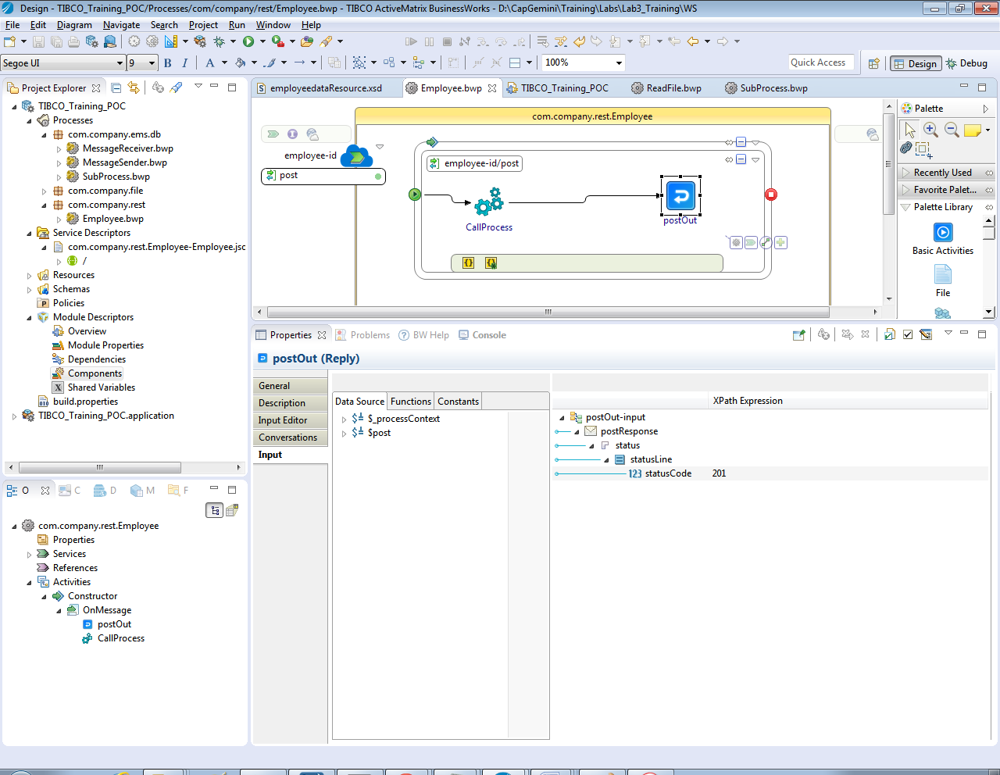 Design - TIBCO_Training_POC/Processes/com/company/rest/Employee.bwp - TIBCO ActiveMatrix BusinessWorks - D:\CapGemini\Training\Labs\Lab3_Training\WS
File Edit Diagram Navigate Search Project Run Window Help
Segoe UI 9 B I A 100% Quick Access Design Debug
Project Explorer
TIBCO_Training_POC
Processes
com.company.ems.db
MessageReceiver.bwp
MessageSender.bwp
SubProcess.bwp
com.company.file
com.company.rest
Employee.bwp
Service Descriptors
com.company.rest.Employee-Employee.jsc
/
Resources
Schemas
Policies
Module Descriptors
Overview
Module Properties
Dependencies
Components
Shared Variables
build.properties
TIBCO_Training_POC.application
O C D M F
com.company.rest.Employee
Properties
Services
References
Activities
Constructor
OnMessage
postOut
CallProcess
employeedataResource.xsd Employee.bwp TIBCO_Training_POC ReadFile.bwp SubProcess.bwp
com.company.rest.Employee
employee-id
post
employee-id/post
CallProcess
postOut
Palette
Recently Used
Favorite Palet...
Palette Library
Basic Activities
File
Properties Problems BW Help Console
postOut (Reply)
General
Description
Input Editor
Conversations
Input
Data Source Functions Constants
$_processContext
$post
XPath Expression
postOut-input
postResponse
status
statusLine
statusCode 201